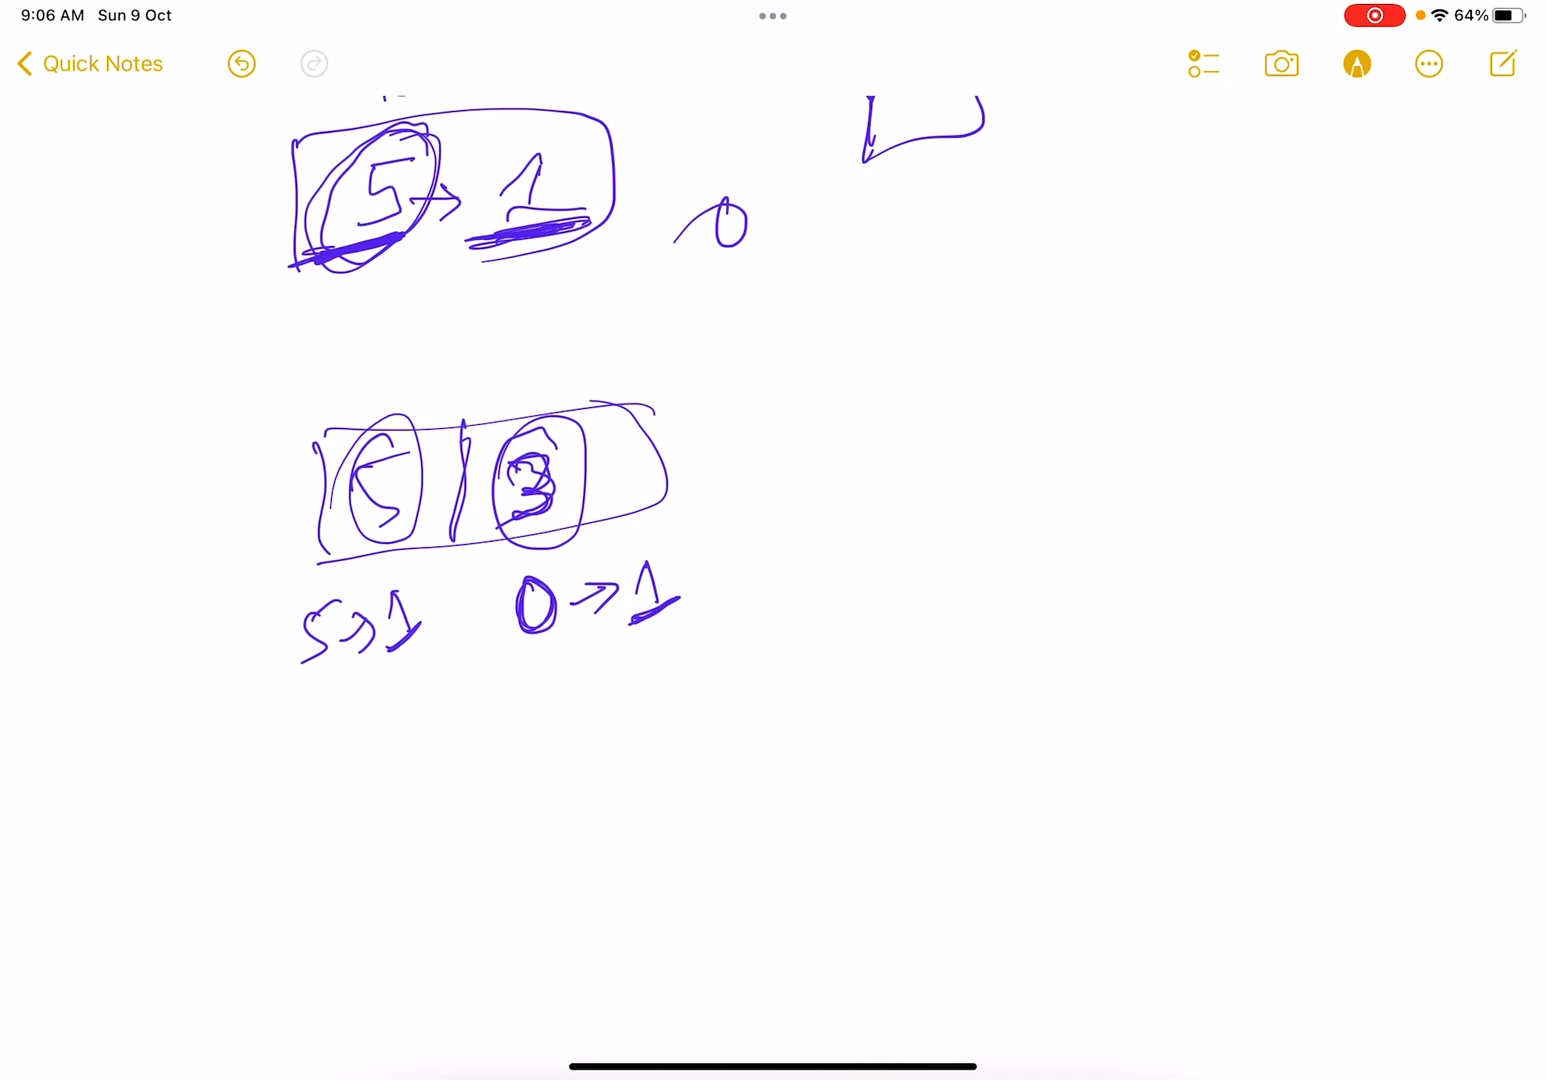 9:06 AM Sun 9 Oct
64%
Quick Notes
5 → 1
0
5 | 3
5 → 1 0 → 1